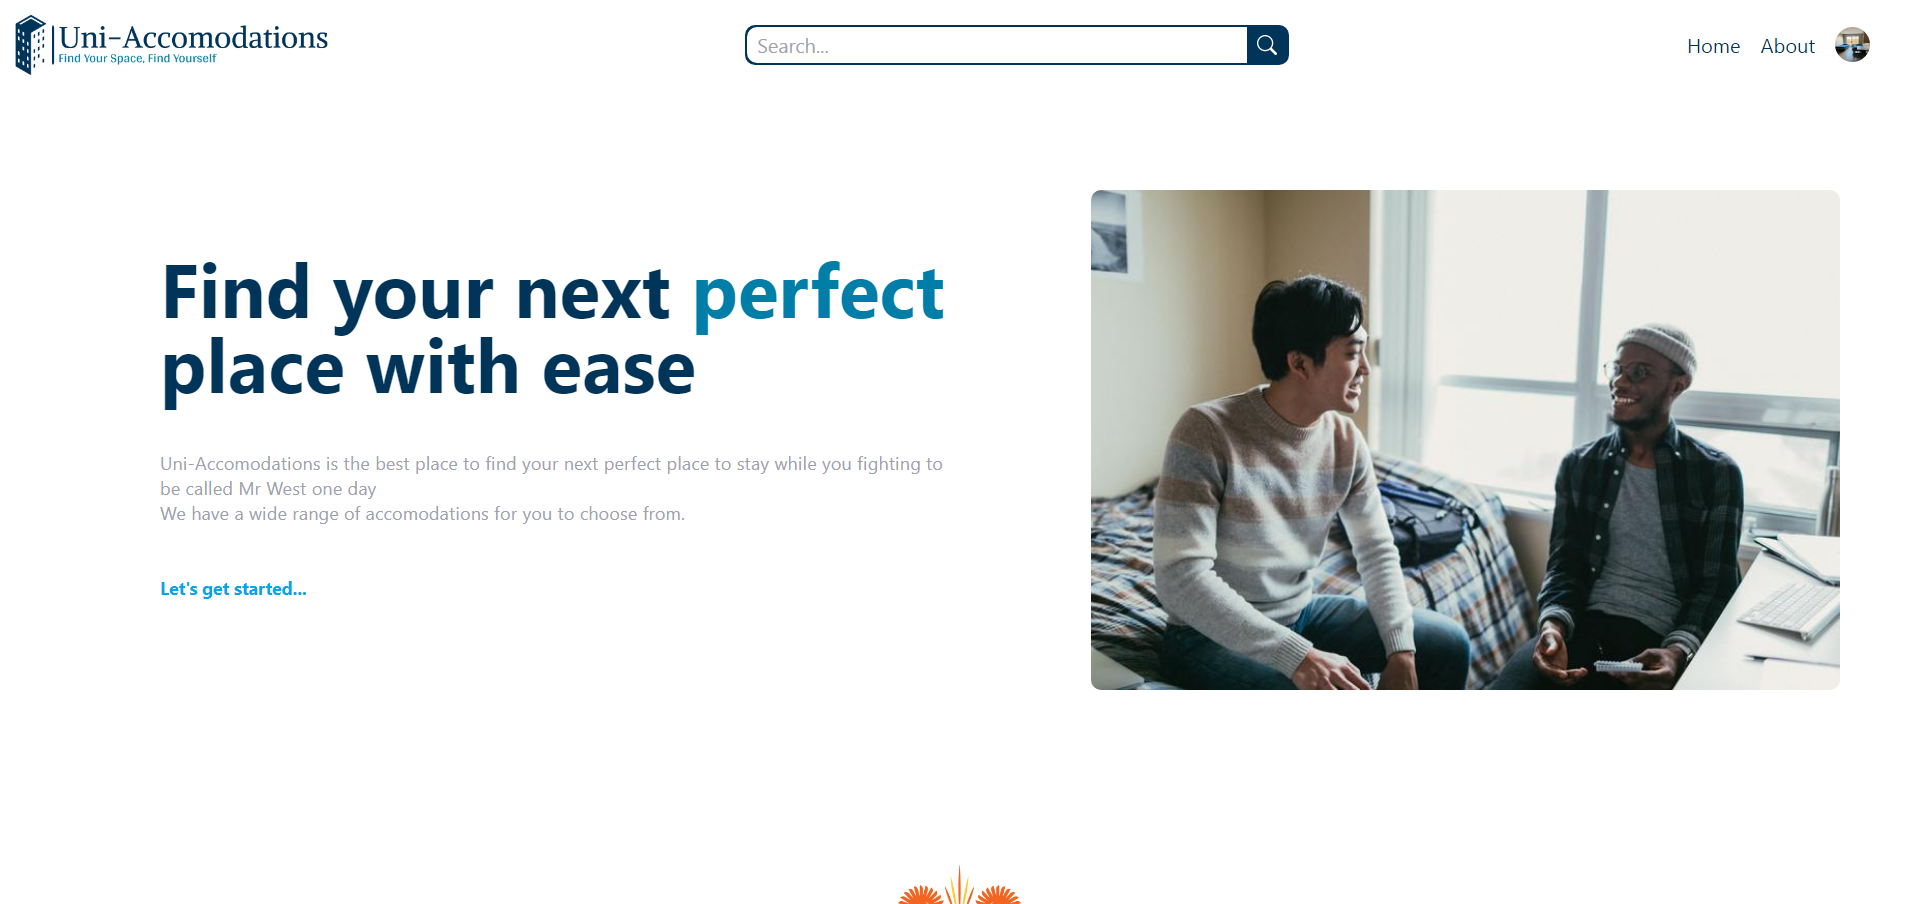 Uni-Accomodations
Find Your Space, Find Yourself
Search...
Home
About
Find your next perfect
place with ease
Uni-Accomodations is the best place to find your next perfect place to stay while you fighting to
be called Mr West one day
We have a wide range of accomodations for you to choose from.
Let's get started...